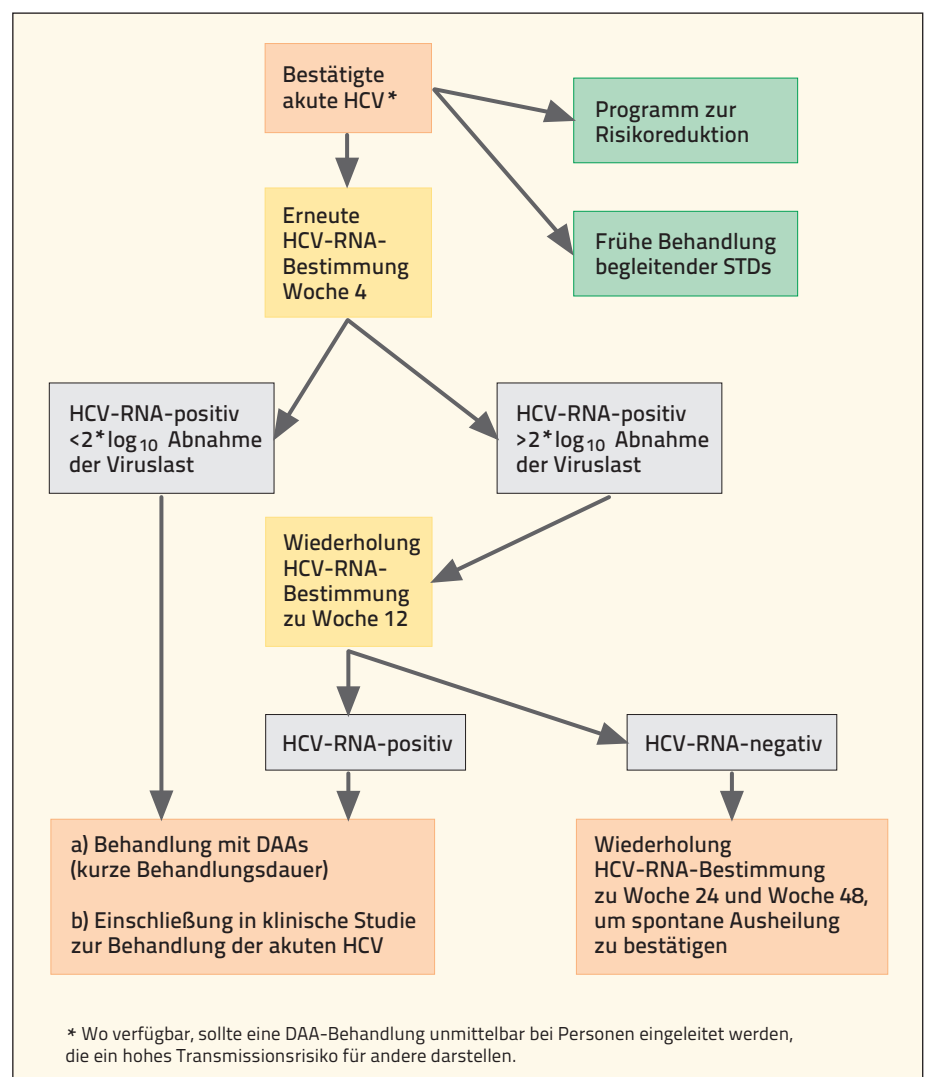 Bestätigte
akute HCV*
Programm zur
Risikoreduktion
Erneute
HCV-RNA-
Bestimmung
Woche 4
Frühe Behandlung
begleitender STDs
HCV-RNA-positiv
<2*log10 Abnahme
der Viruslast
HCV-RNA-positiv
>2*log10 Abnahme
der Viruslast
Wiederholung
HCV-RNA-
Bestimmung
zu Woche 12
HCV-RNA-positiv
HCV-RNA-negativ
a) Behandlung mit DAAs
(kurze Behandlungsdauer)
b) Einschließung in klinische Studie
zur Behandlung der akuten HCV
Wiederholung
HCV-RNA-Bestimmung
zu Woche 24 und Woche 48,
um spontane Ausheilung
zu bestätigen
* Wo verfügbar, sollte eine DAA-Behandlung unmittelbar bei Personen eingeleitet werden,
die ein hohes Transmissionsrisiko für andere darstellen.